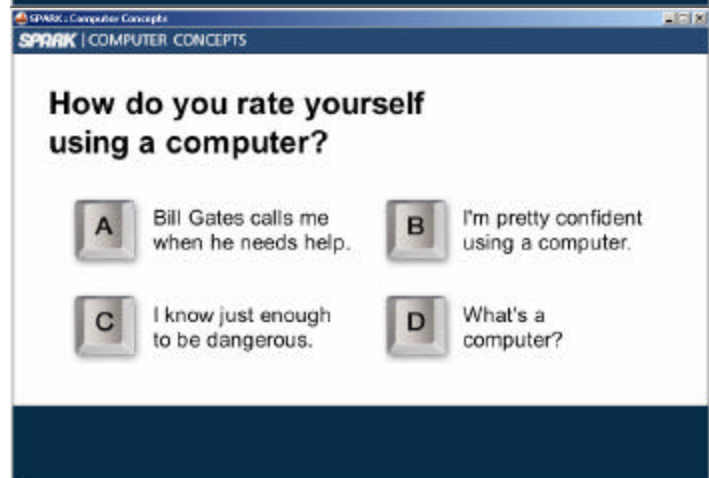 SPARK : Computer Concepts
SPARK | COMPUTER CONCEPTS
How do you rate yourself
using a computer?
A
Bill Gates calls me
when he needs help.
B
I'm pretty confident
using a computer.
C
I know just enough
to be dangerous.
D
What's a
computer?